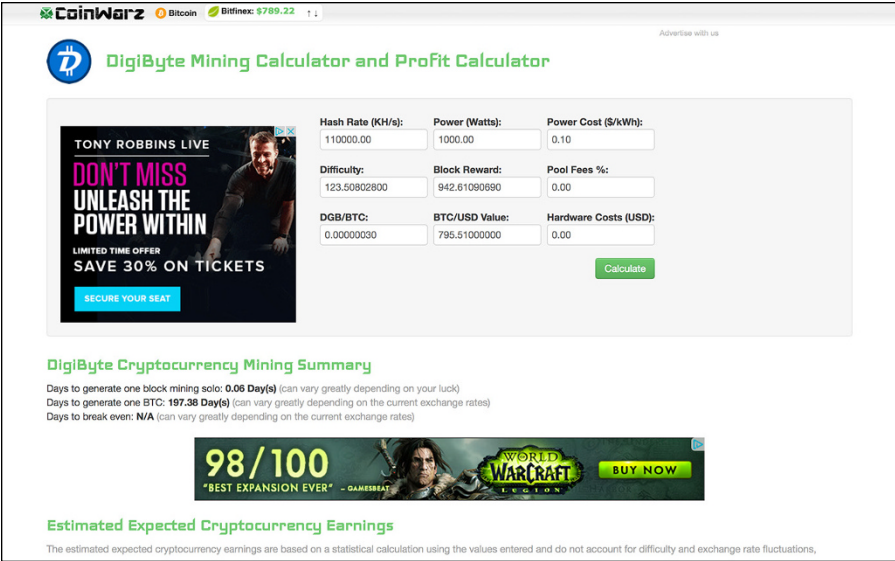 CoinWarz Bitcoin Bitfinex: $789.22 ↑↓
Advertise with us
DigiByte Mining Calculator and Profit Calculator
TONY ROBBINS LIVE
DON'T MISS
UNLEASH THE
POWER WITHIN
LIMITED TIME OFFER
SAVE 30% ON TICKETS
SECURE YOUR SEAT
Hash Rate (KH/s): Power (Watts): Power Cost ($/kWh):
110000.00 1000.00 0.10
Difficulty: Block Reward: Pool Fees %:
123.50802800 942.61090690 0.00
DGB/BTC: BTC/USD Value: Hardware Costs (USD):
0.00000030 795.51000000 0.00
Calculate
DigiByte Cryptocurrency Mining Summary
Days to generate one block mining solo: 0.06 Day(s) (can vary greatly depending on your luck)
Days to generate one BTC: 197.38 Day(s) (can vary greatly depending on the current exchange rates)
Days to break even: N/A (can vary greatly depending on the current exchange rates)
98/100
"BEST EXPANSION EVER" – GAMESBEAT
WORLD
WARCRAFT
LEGION
BUY NOW
Estimated Expected Cryptocurrency Earnings
The estimated expected cryptocurrency earnings are based on a statistical calculation using the values entered and do not account for difficulty and exchange rate fluctuations,